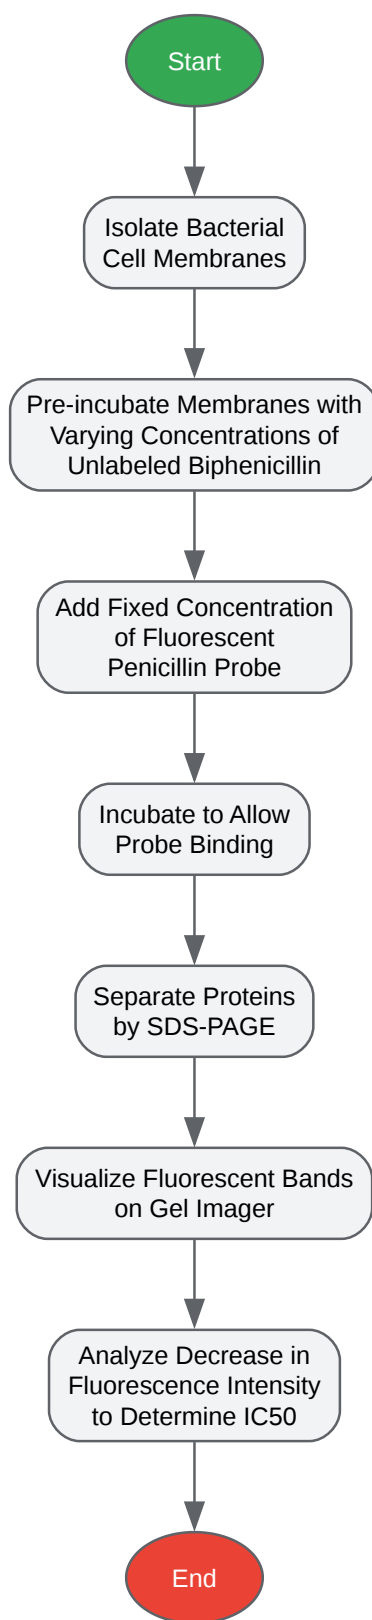 Start
Isolate Bacterial
Cell Membranes
Pre-incubate Membranes with
Varying Concentrations of
Unlabeled Biphenicillin
Add Fixed Concentration
of Fluorescent
Penicillin Probe
Incubate to Allow
Probe Binding
Separate Proteins
by SDS-PAGE
Visualize Fluorescent Bands
on Gel Imager
Analyze Decrease in
Fluorescence Intensity
to Determine IC50
End